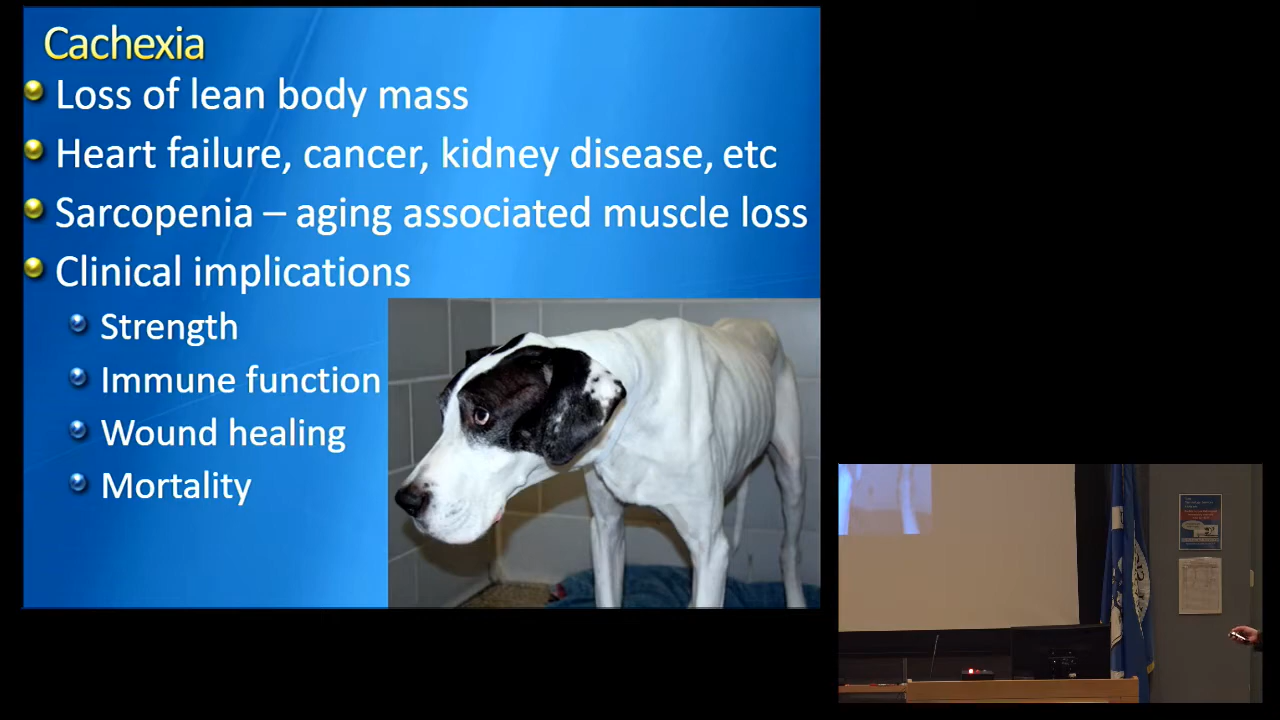 Cachexia
Loss of lean body mass
Heart failure, cancer, kidney disease, etc
Sarcopenia – aging associated muscle loss
Clinical implications
Strength
Immune function
Wound healing
Mortality